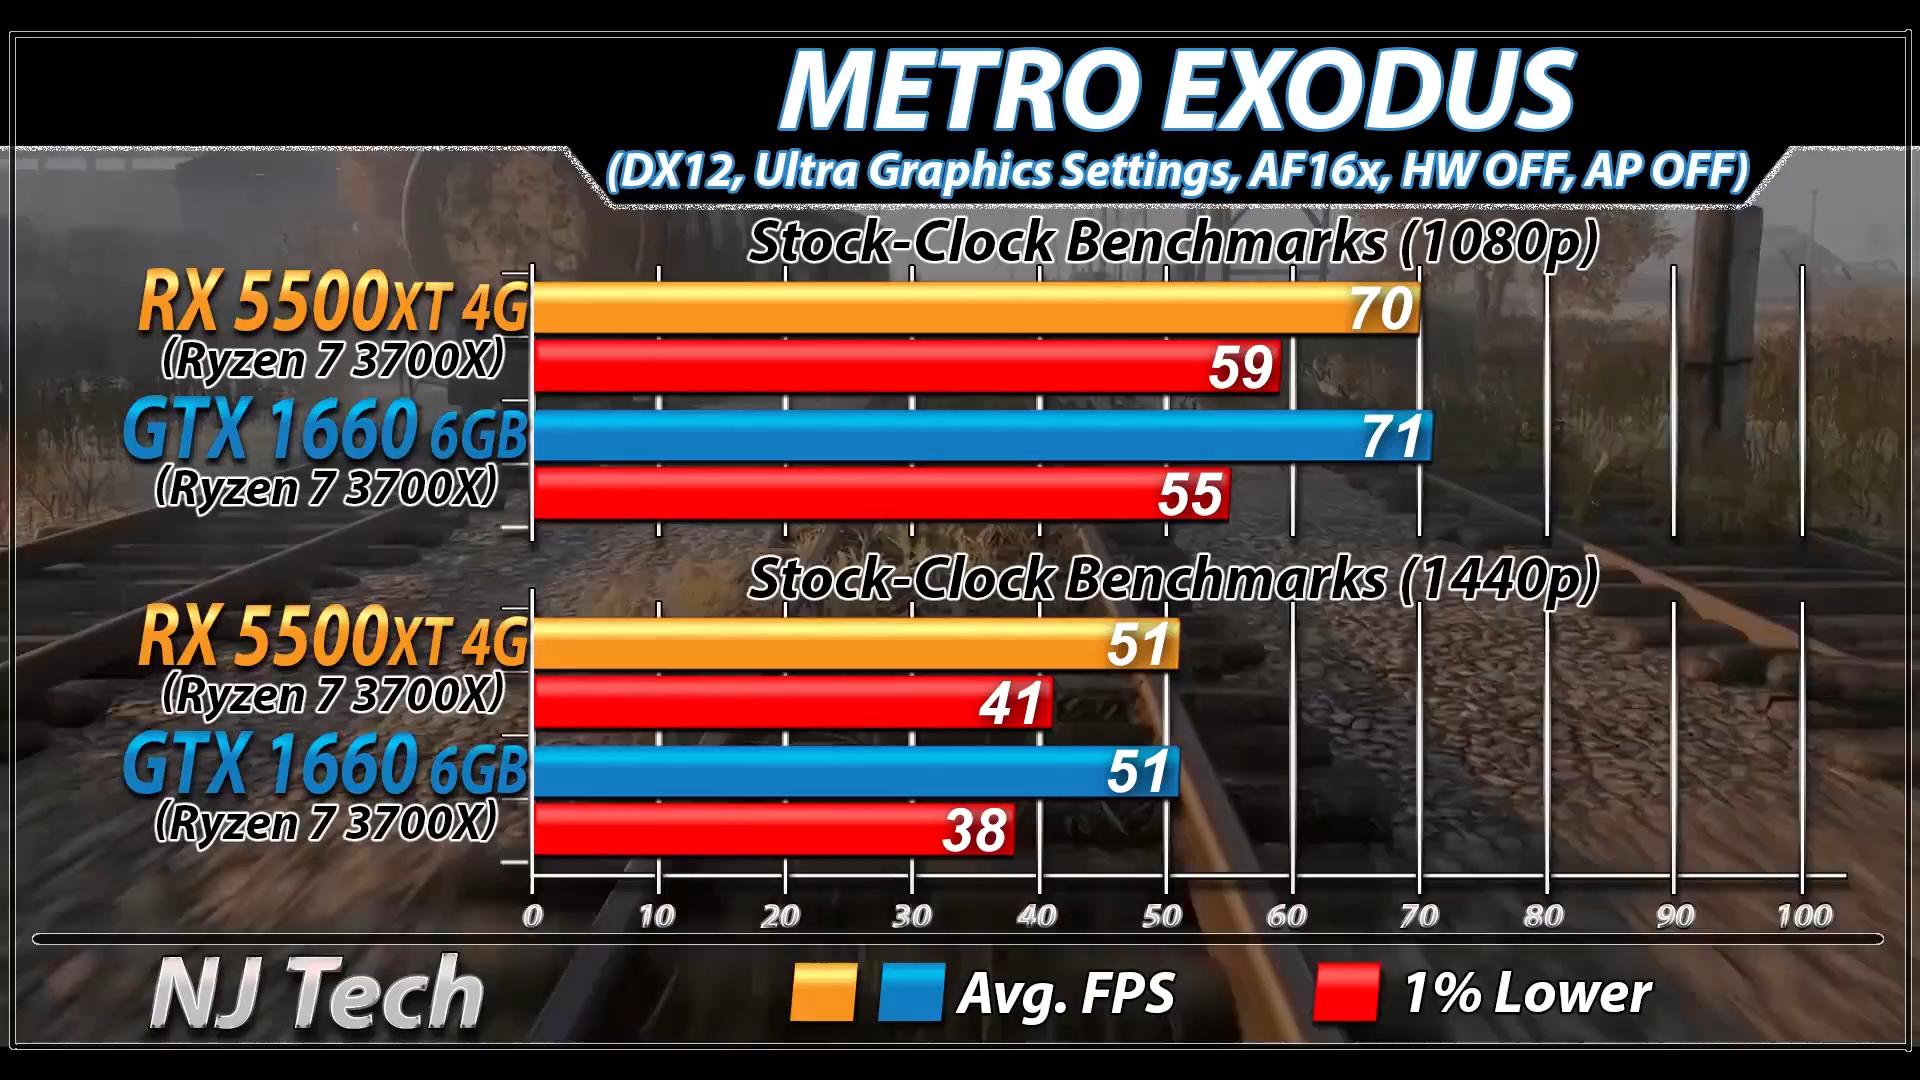 METRO EXODUS
(DX12, Ultra Graphics Settings, AF16x, HW OFF, AP OFF)
Stock-Clock Benchmarks (1080p)
RX 5500XT 4G
70
(Ryzen 7 3700X)
59
GTX 1660 6GB
71
(Ryzen 7 3700X)
55
Stock-Clock Benchmarks (1440p)
RX 5500XT 4G
51
(Ryzen 7 3700X)
41
GTX 1660 6GB
51
(Ryzen 7 3700X)
38
0 10 20 30 40 50 60 70 80 90 100
NJ Tech
Avg. FPS
1% Lower